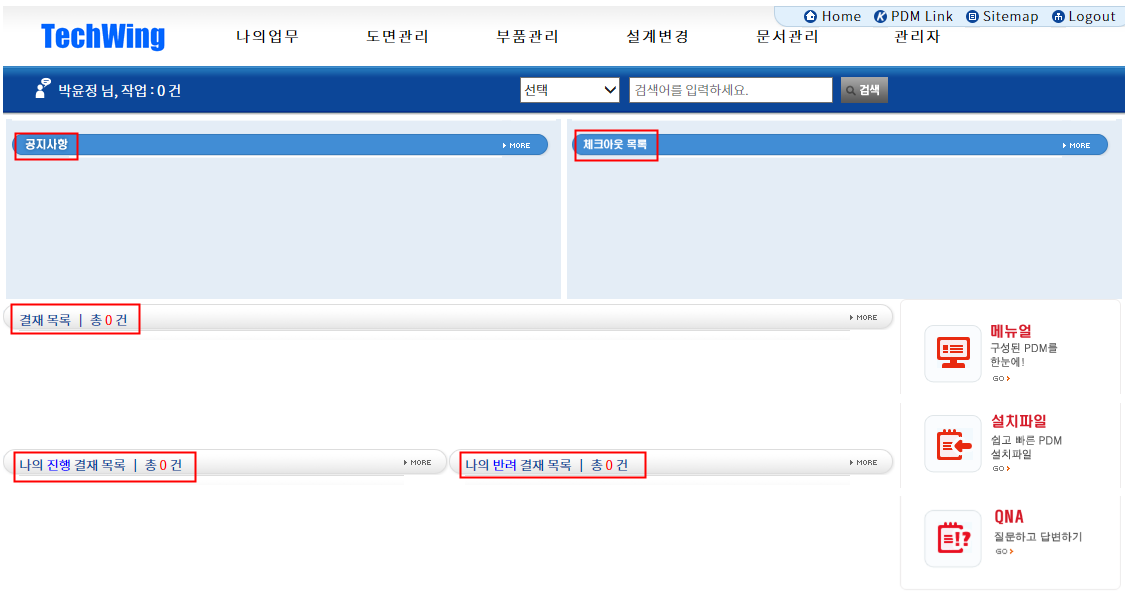 Home PDM Link Sitemap Logout
TechWing 나의업무 도면관리 부품관리 설계변경 문서관리 관리자
박윤정 님, 작업 : 0 건 선택 검색어를 입력하세요. 검색
공지사항 MORE 체크아웃 목록 MORE
결재 목록 | 총 0 건 MORE
메뉴얼
구성된 PDM를
한눈에!
GO
설치파일
쉽고 빠른 PDM
설치파일
GO
나의 진행 결재 목록 | 총 0 건 MORE 나의 반려 결재 목록 | 총 0 건 MORE
QNA
질문하고 답변하기
GO